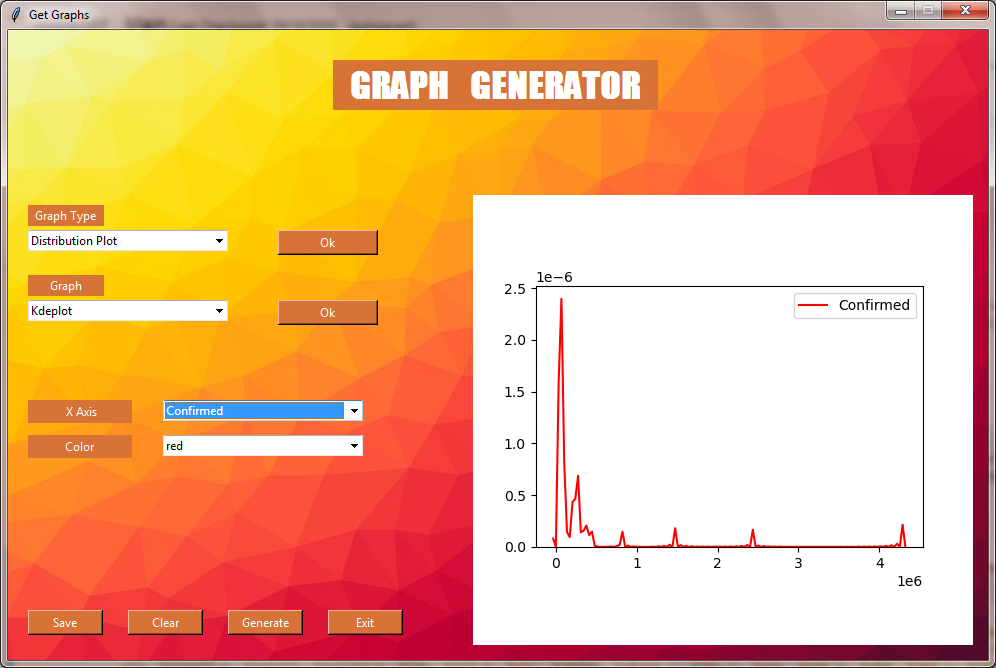 Get Graphs
GRAPH GENERATOR
Graph Type
Distribution Plot
Ok
Graph
Kdeplot
Ok
X Axis
Confirmed
Color
red
Save
Clear
Generate
Exit
1e−6
Confirmed
2.5
2.0
1.5
1.0
0.5
0.0
0 1 2 3 4
1e6